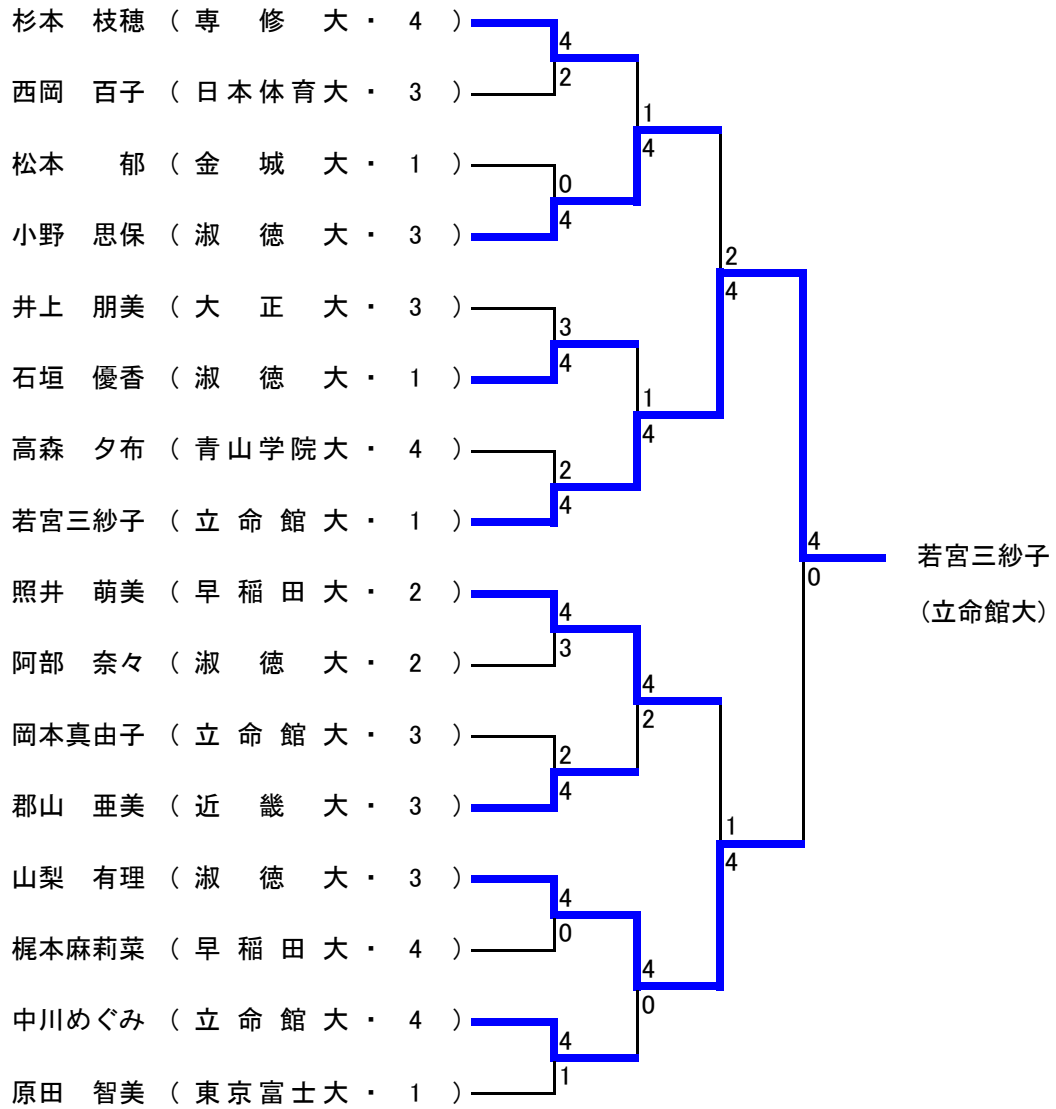 杉本 枝穂 ( 専 修 大 ・ 4 )
4
2
西岡 百子 ( 日本体育大 ・ 3 )
1
4
松本 郁 ( 金 城 大 ・ 1 )
0
4
小野 思保 ( 淑 徳 大 ・ 3 )
2
4
井上 朋美 ( 大 正 大 ・ 3 )
3
4
石垣 優香 ( 淑 徳 大 ・ 1 )
1
4
高森 夕布 ( 青山学院大 ・ 4 )
2
4
若宮三紗子 ( 立 命 館 大 ・ 1 )
4
0
若宮三紗子
(立命館大)
照井 萌美 ( 早 稲 田 大 ・ 2 )
4
3
阿部 奈々 ( 淑 徳 大 ・ 2 )
4
2
岡本真由子 ( 立 命 館 大 ・ 3 )
2
4
郡山 亜美 ( 近 畿 大 ・ 3 )
1
4
山梨 有理 ( 淑 徳 大 ・ 3 )
4
0
梶本麻莉菜 ( 早 稲 田 大 ・ 4 )
4
0
中川めぐみ ( 立 命 館 大 ・ 4 )
4
1
原田 智美 ( 東京富士大 ・ 1 )